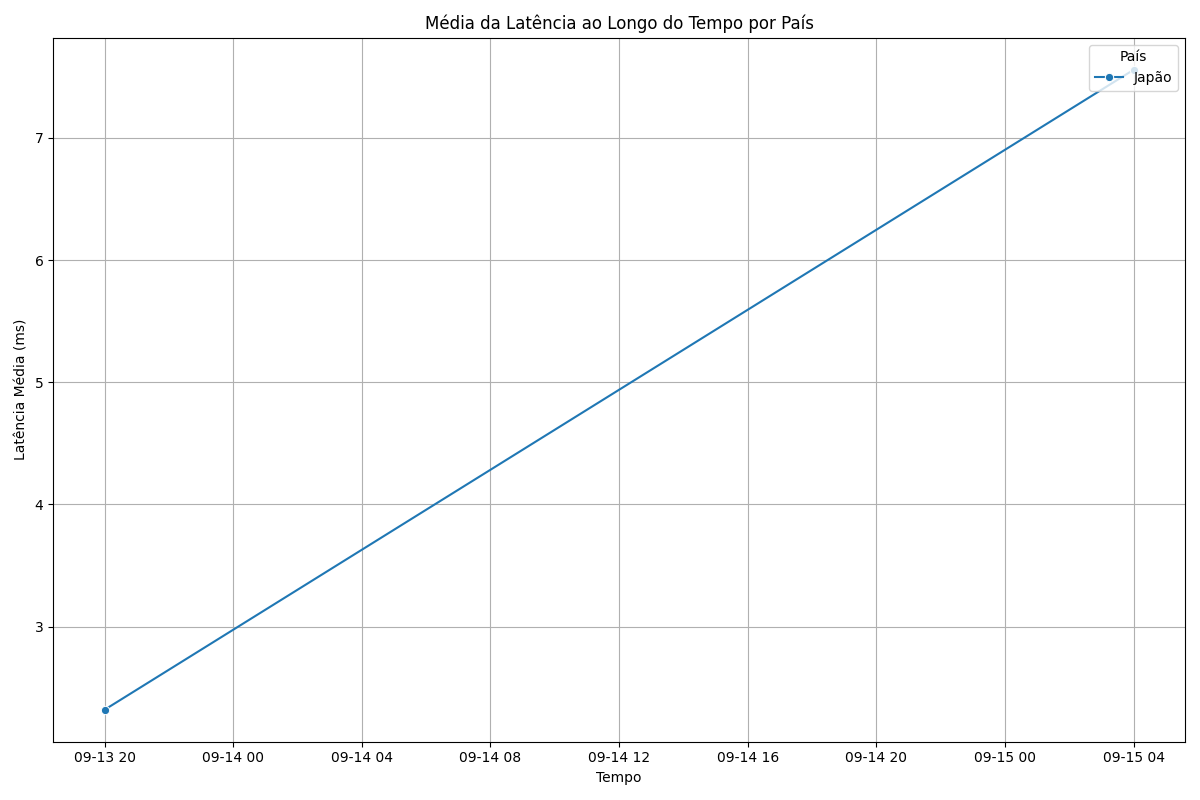 Média da Latência ao Longo do Tempo por País
País
Japão
Latência Média (ms)
7
6
5
4
3
09-13 20 09-14 00 09-14 04 09-14 08 09-14 12 09-14 16 09-14 20 09-15 00 09-15 04
Tempo